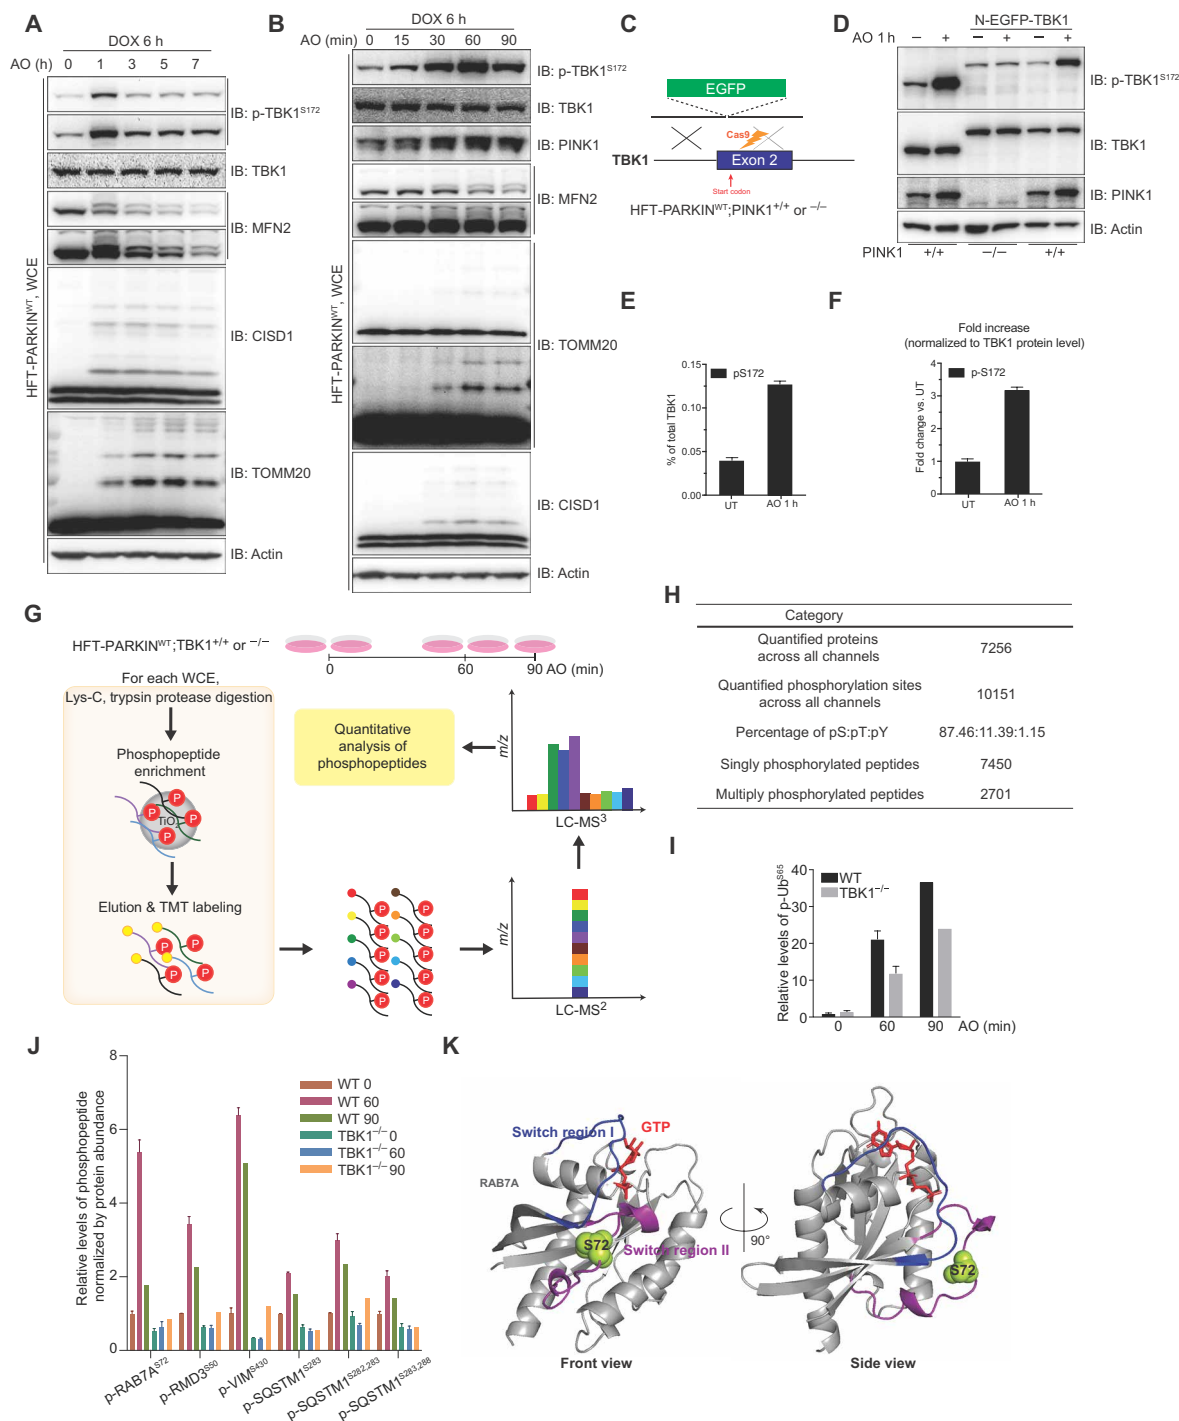 A
DOX 6 h
AO (h)
0 1 3 5 7
IB: p-TBK1S172
IB: TBK1
IB: MFN2
IB: CISD1
IB: TOMM20
IB: Actin
HFT-PARKINWT, WCE
B
DOX 6 h
AO (min)
0 15 30 60 90
IB: p-TBK1S172
IB: TBK1
IB: PINK1
IB: MFN2
IB: TOMM20
IB: CISD1
IB: Actin
HFT-PARKINWT, WCE
C
EGFP
Cas9
TBK1
Exon 2
Start codon
HFT-PARKINWT;PINK1+/+ or −/−
D
N-EGFP-TBK1
AO 1 h − + − + − +
IB: p-TBK1S172
IB: TBK1
IB: PINK1
IB: Actin
PINK1 +/+ −/− +/+
E
pS172
% of total TBK1
0.15
0.10
0.05
0.00
UT
AO 1 h
F
Fold increase
(normalized to TBK1 protein level)
p-S172
Fold change vs. UT
4
3
2
1
0
UT
AO 1 h
G
HFT-PARKINWT;TBK1+/+ or −/−
0 60 90 AO (min)
For each WCE,
Lys-C, trypsin protease digestion
Phosphopeptide
enrichment
P
P
P
TiO2
P
Elution & TMT labeling
P
P
P
P
P
P
P
P
P
P
P
P
P
P
m/z
LC-MS2
m/z
LC-MS3
Quantitative
analysis of
phosphopeptides
H
Category
Quantified proteins
across all channels
7256
Quantified phosphorylation sites
across all channels
10151
Percentage of pS:pT:pY 87.46:11.39:1.15
Singly phosphorylated peptides 7450
Multiply phosphorylated peptides 2701
I
WT
TBK1−/−
Relative levels of p-UbS65
40
30
20
10
0
0 60 90 AO (min)
J
Relative levels of phosphopeptide
normalized by protein abundance
8
6
4
2
0
WT 0
WT 60
WT 90
TBK1−/− 0
TBK1−/− 60
TBK1−/− 90
p-RAB7AS72
p-RMD3S50
p-VIMS430
p-SQSTM1S283
p-SQSTM1S282,283
p-SQSTM1S283,288
K
Switch region I
GTP
RAB7A
S72
Switch region II
90°
S72
Front view
Side view